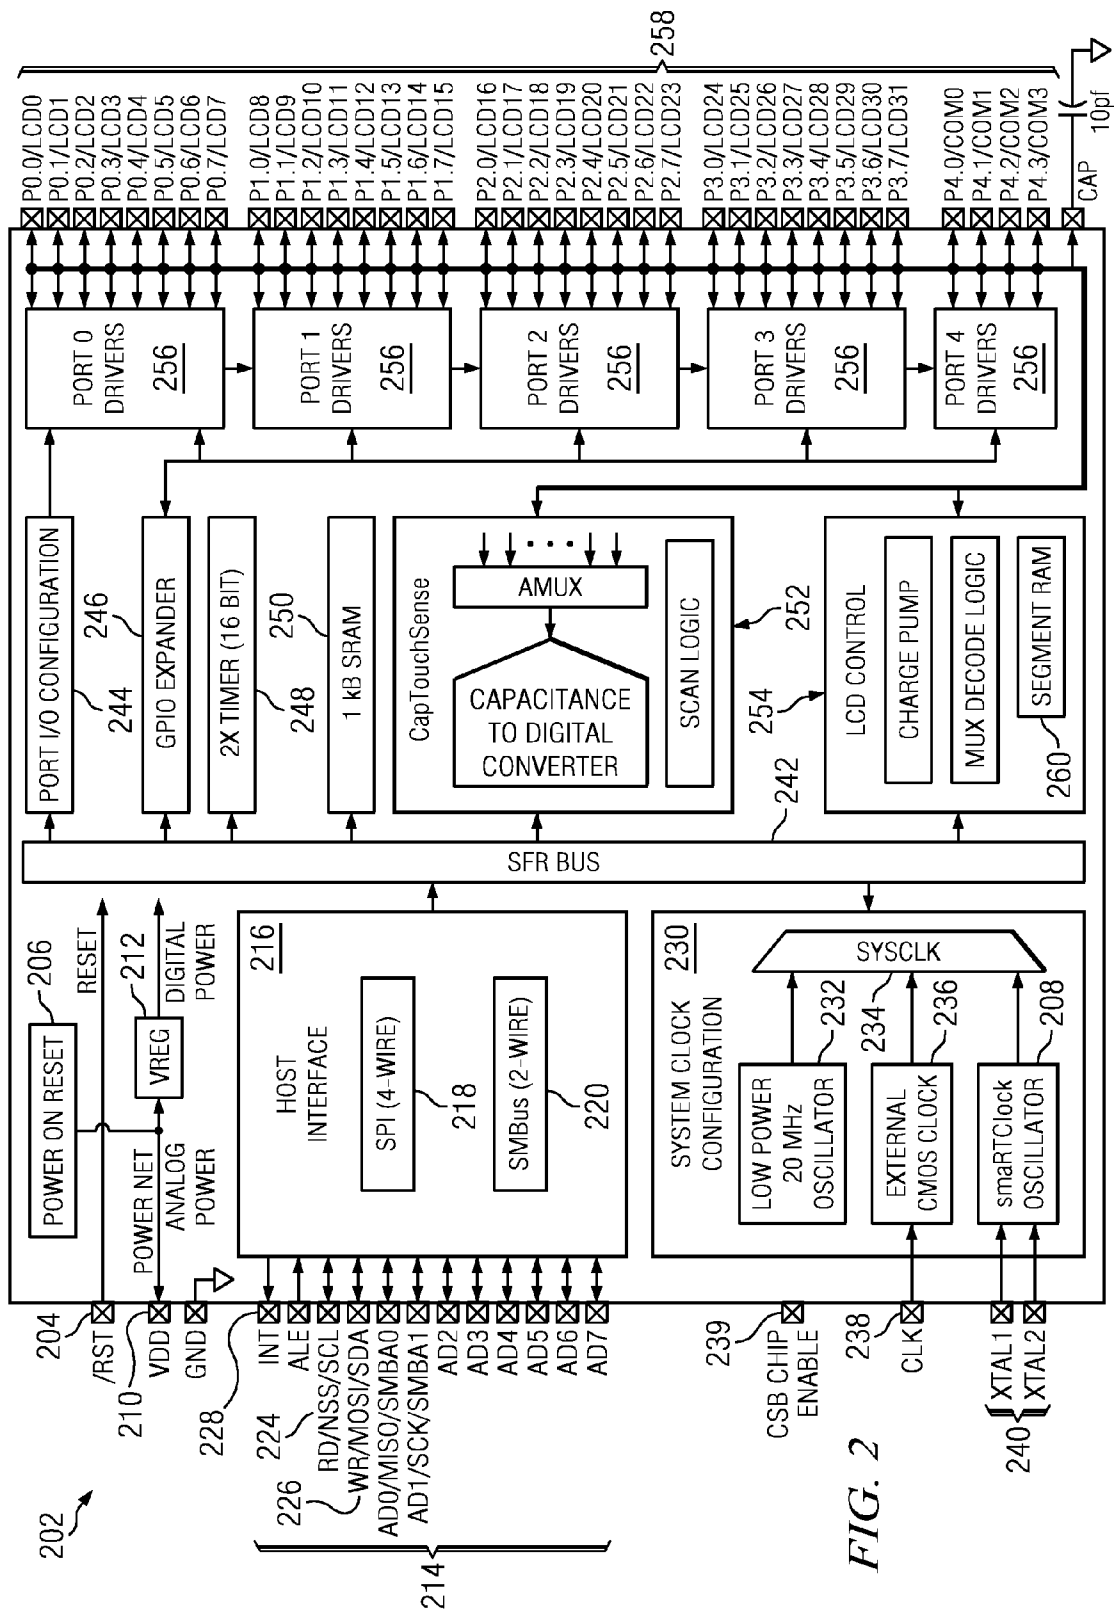 202
204
/RST
210
VDD
GND
206
POWER ON RESET
RESET
212
VREG
POWER NET
ANALOG
POWER
DIGITAL
POWER
214
228
INT
ALE
224
RD/NSS/SCL
226
WR/MOSI/SDA
AD0/MISO/SMBA0
AD1/SCK/SMBA1
AD2
AD3
AD4
AD5
AD6
AD7
216
HOST
INTERFACE
SPI (4-WIRE)
218
SMBus (2-WIRE)
220
239
CSB CHIP
ENABLE
238
CLK
240
XTAL1
XTAL2
230
SYSTEM CLOCK
CONFIGURATION
LOW POWER
20 MHz
OSCILLATOR
232
EXTERNAL
CMOS CLOCK
236
smaRTClock
OSCILLATOR
208
SYSCLK
234
SFR BUS
242
PORT I/O CONFIGURATION
244
GPIO EXPANDER
246
2X TIMER (16 BIT)
248
1 kB SRAM
250
CapTouchSense
AMUX
CAPACITANCE
TO DIGITAL
CONVERTER
SCAN LOGIC
252
254
LCD CONTROL
CHARGE PUMP
MUX DECODE LOGIC
SEGMENT RAM
260
PORT 0
DRIVERS
256
PORT 1
DRIVERS
256
PORT 2
DRIVERS
256
PORT 3
DRIVERS
256
PORT 4
DRIVERS
256
P0.0/LCD0
P0.1/LCD1
P0.2/LCD2
P0.3/LCD3
P0.4/LCD4
P0.5/LCD5
P0.6/LCD6
P0.7/LCD7
P1.0/LCD8
P1.1/LCD9
P1.2/LCD10
P1.3/LCD11
P1.4/LCD12
P1.5/LCD13
P1.6/LCD14
P1.7/LCD15
P2.0/LCD16
P2.1/LCD17
P2.2/LCD18
P2.3/LCD19
P2.4/LCD20
P2.5/LCD21
P2.6/LCD22
P2.7/LCD23
P3.0/LCD24
P3.1/LCD25
P3.2/LCD26
P3.3/LCD27
P3.4/LCD28
P3.5/LCD29
P3.6/LCD30
P3.7/LCD31
P4.0/COM0
P4.1/COM1
P4.2/COM2
P4.3/COM3
CAP
10pf
258
FIG. 2